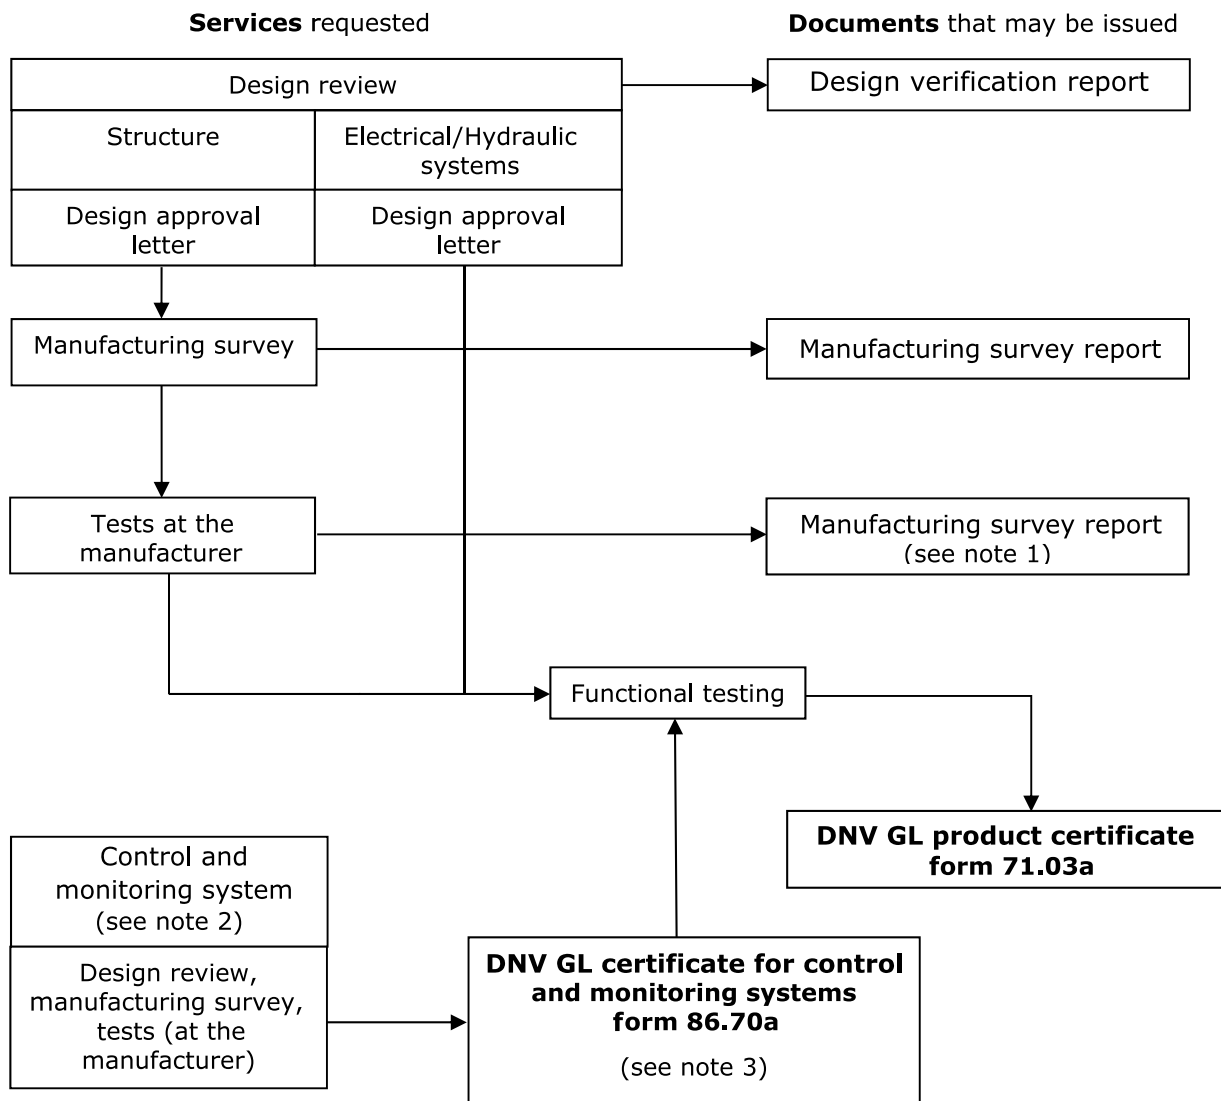 Services requested
Documents that may be issued
Design review
Design verification report
Structure
Electrical/Hydraulic
systems
Design approval
letter
Design approval
letter
Manufacturing survey
Manufacturing survey report
Tests at the
manufacturer
Manufacturing survey report
(see note 1)
Functional testing
DNV GL product certificate
form 71.03a
Control and
monitoring system
(see note 2)
Design review,
manufacturing survey,
tests (at the
manufacturer)
DNV GL certificate for control
and monitoring systems
form 86.70a
(see note 3)